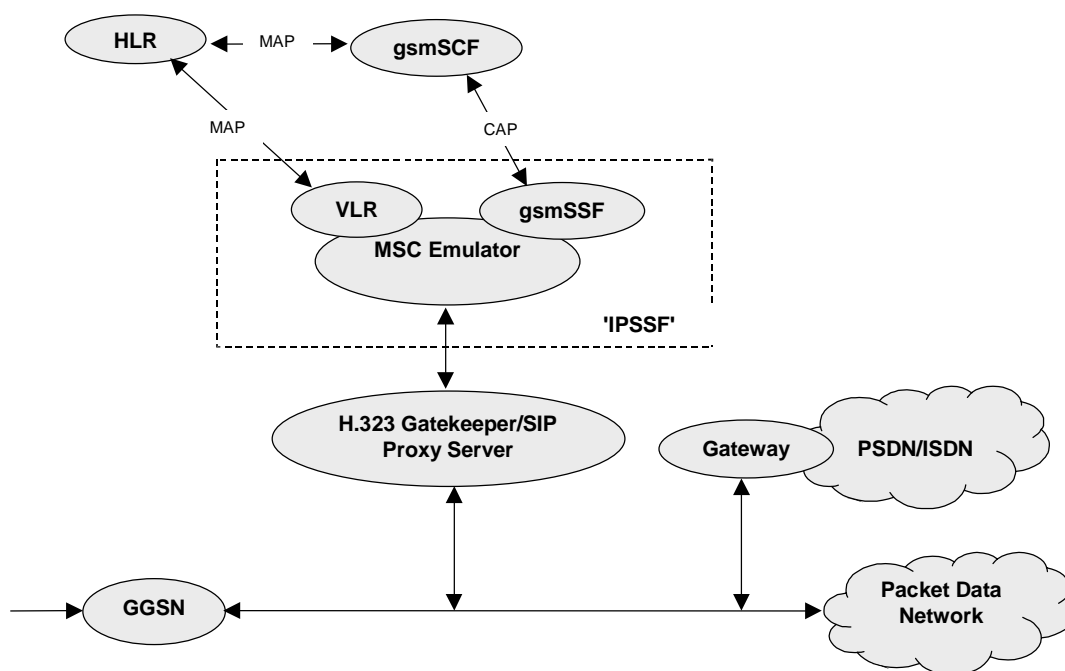 HLR
MAP
gsmSCF
MAP
CAP
VLR
gsmSSF
MSC Emulator
'IPSSF'
H.323 Gatekeeper/SIP
Proxy Server
Gateway
PSDN/ISDN
GGSN
Packet Data
Network